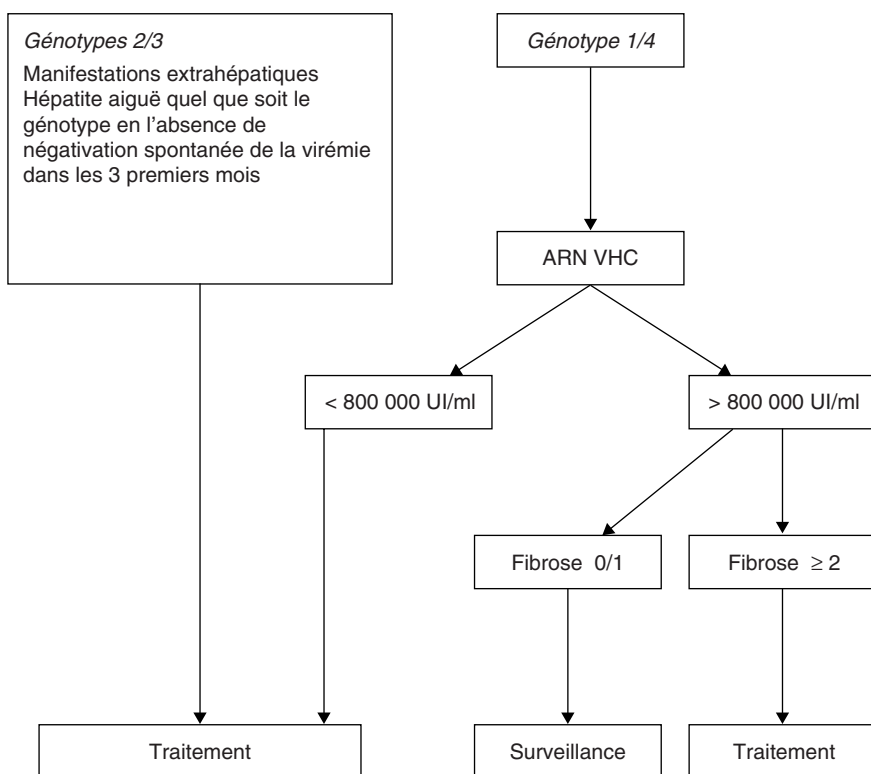 Génotypes 2/3
Manifestations extrahépatiques
Hépatite aiguë quel que soit le
génotype en l'absence de
négativation spontanée de la virémie
dans les 3 premiers mois
Génotype 1/4
ARN VHC
< 800 000 UI/ml
> 800 000 UI/ml
Fibrose 0/1
Fibrose ≥ 2
Traitement
Surveillance
Traitement